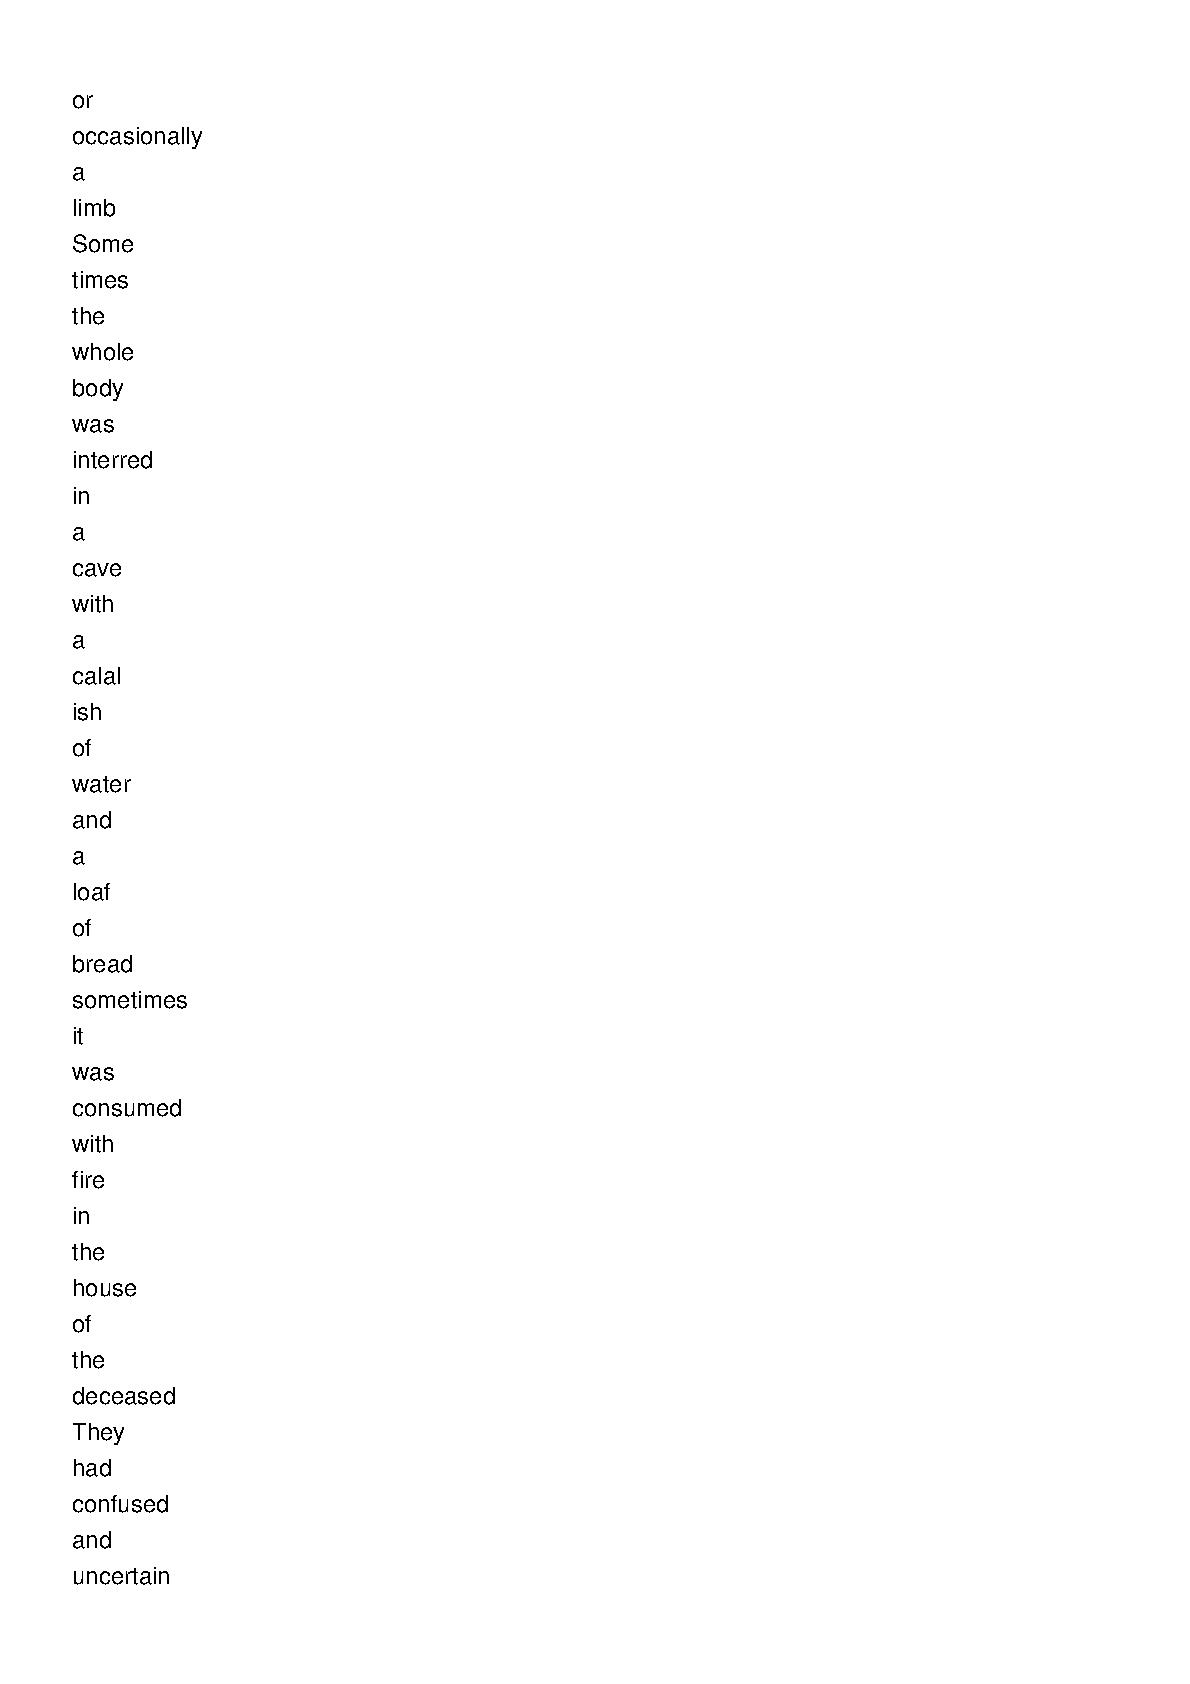 or
occasionally
a
limb
Some
times
the
whole
body
was
interred
in
a
cave
with
a
calal
ish
of
water
and
a
loaf
of
bread
sometimes
it
was
consumed
with
fire
in
the
house
of
the
deceased
They
had
confused
and
uncertain